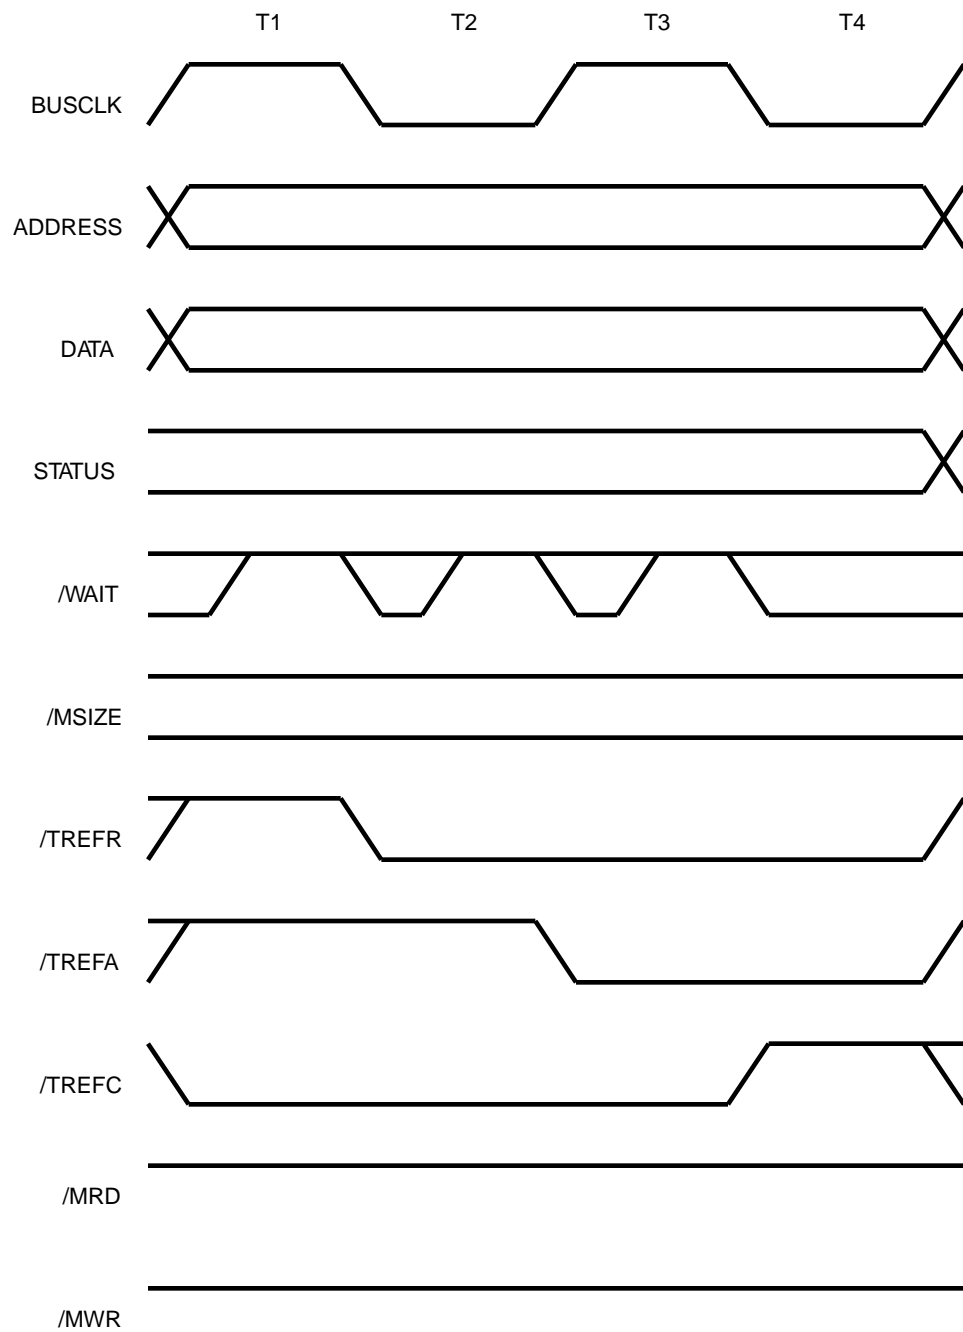 T1 T2 T3 T4
BUSCLK
ADDRESS
DATA
STATUS
/WAIT
/MSIZE
/TREFR
/TREFA
/TREFC
/MRD
/MWR